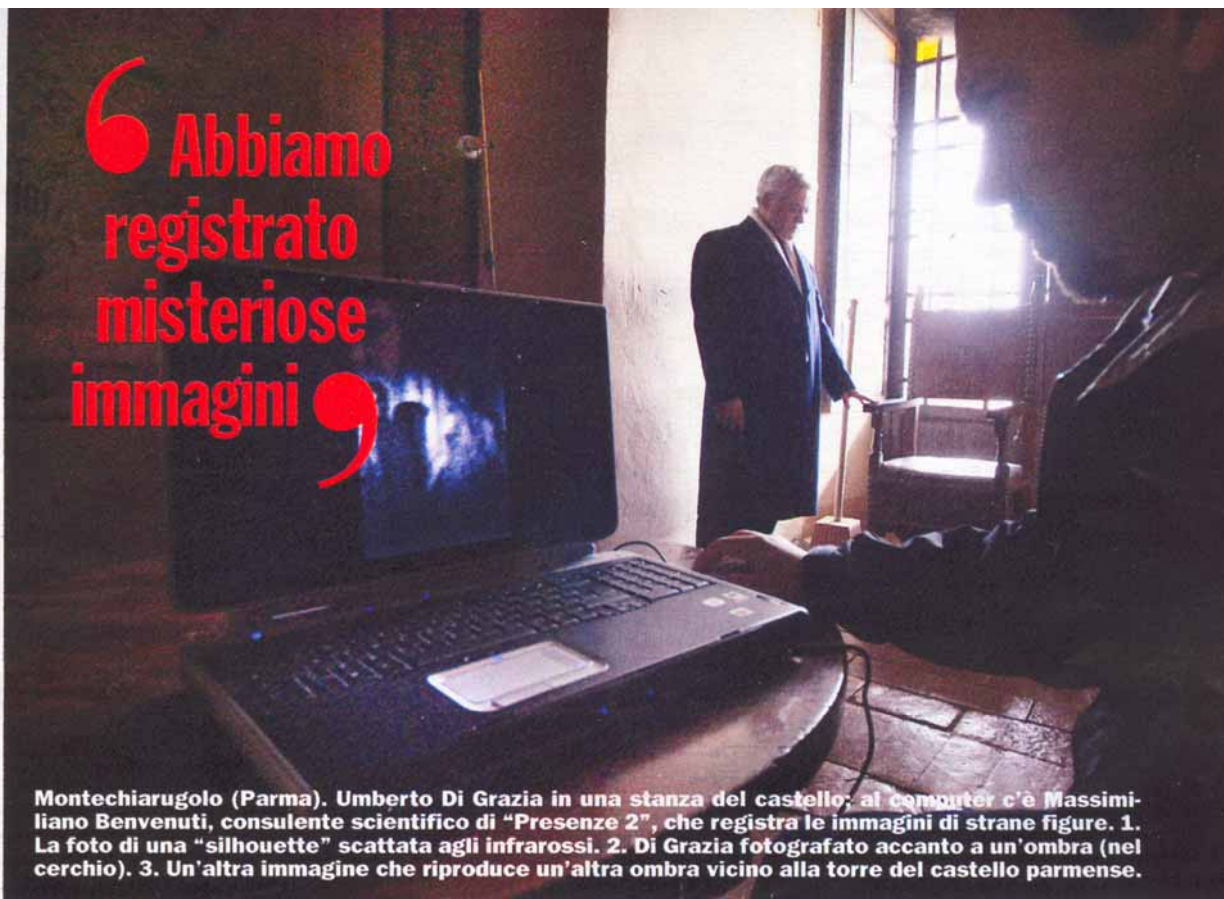 ‘ Abbiamo
registrato
misteriose
immagini ’
Montechiarugolo (Parma). Umberto Di Grazia in una stanza del castello; al computer c'è Massimi-
liano Benvenuti, consulente scientifico di “Presenze 2”, che registra le immagini di strane figure. 1.
La foto di una “silhouette” scattata agli infrarossi. 2. Di Grazia fotografato accanto a un'ombra (nel
cerchio). 3. Un'altra immagine che riproduce un'altra ombra vicino alla torre del castello parmense.